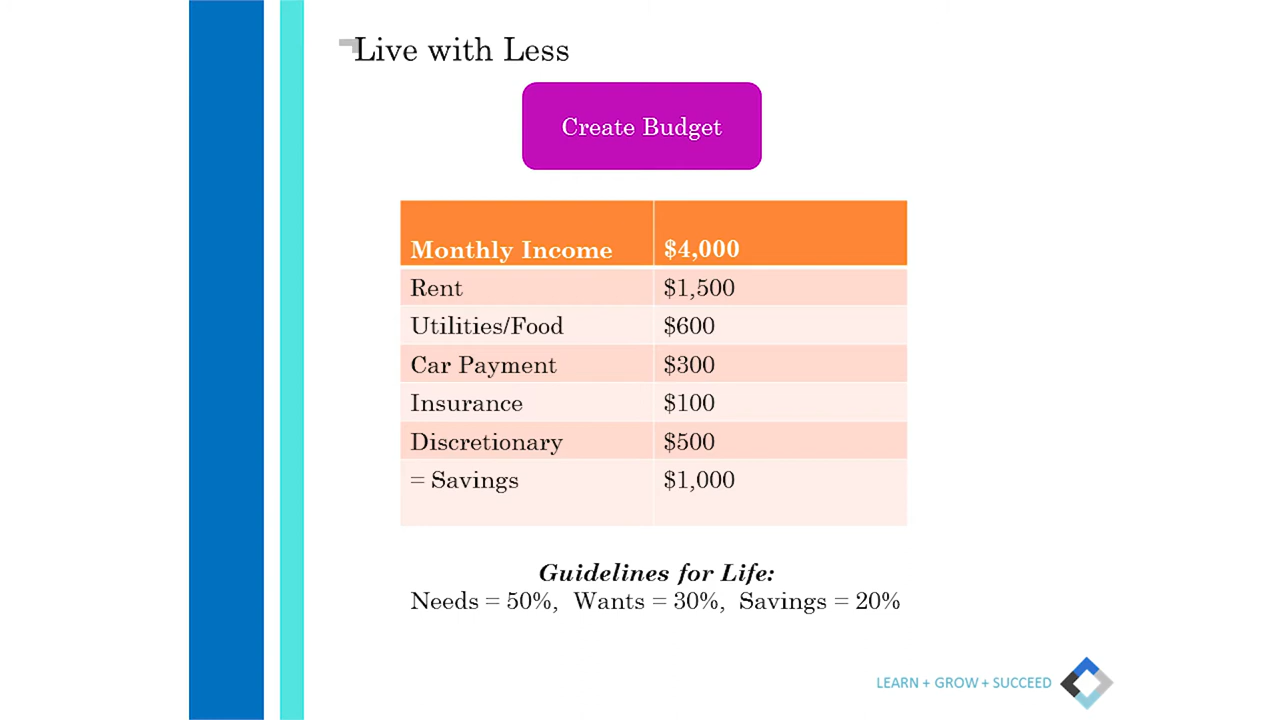 Live with Less
Create Budget
Monthly Income $4,000
Rent $1,500
Utilities/Food $600
Car Payment $300
Insurance $100
Discretionary $500
= Savings $1,000
Guidelines for Life:
Needs = 50%, Wants = 30%, Savings = 20%
LEARN + GROW + SUCCEED